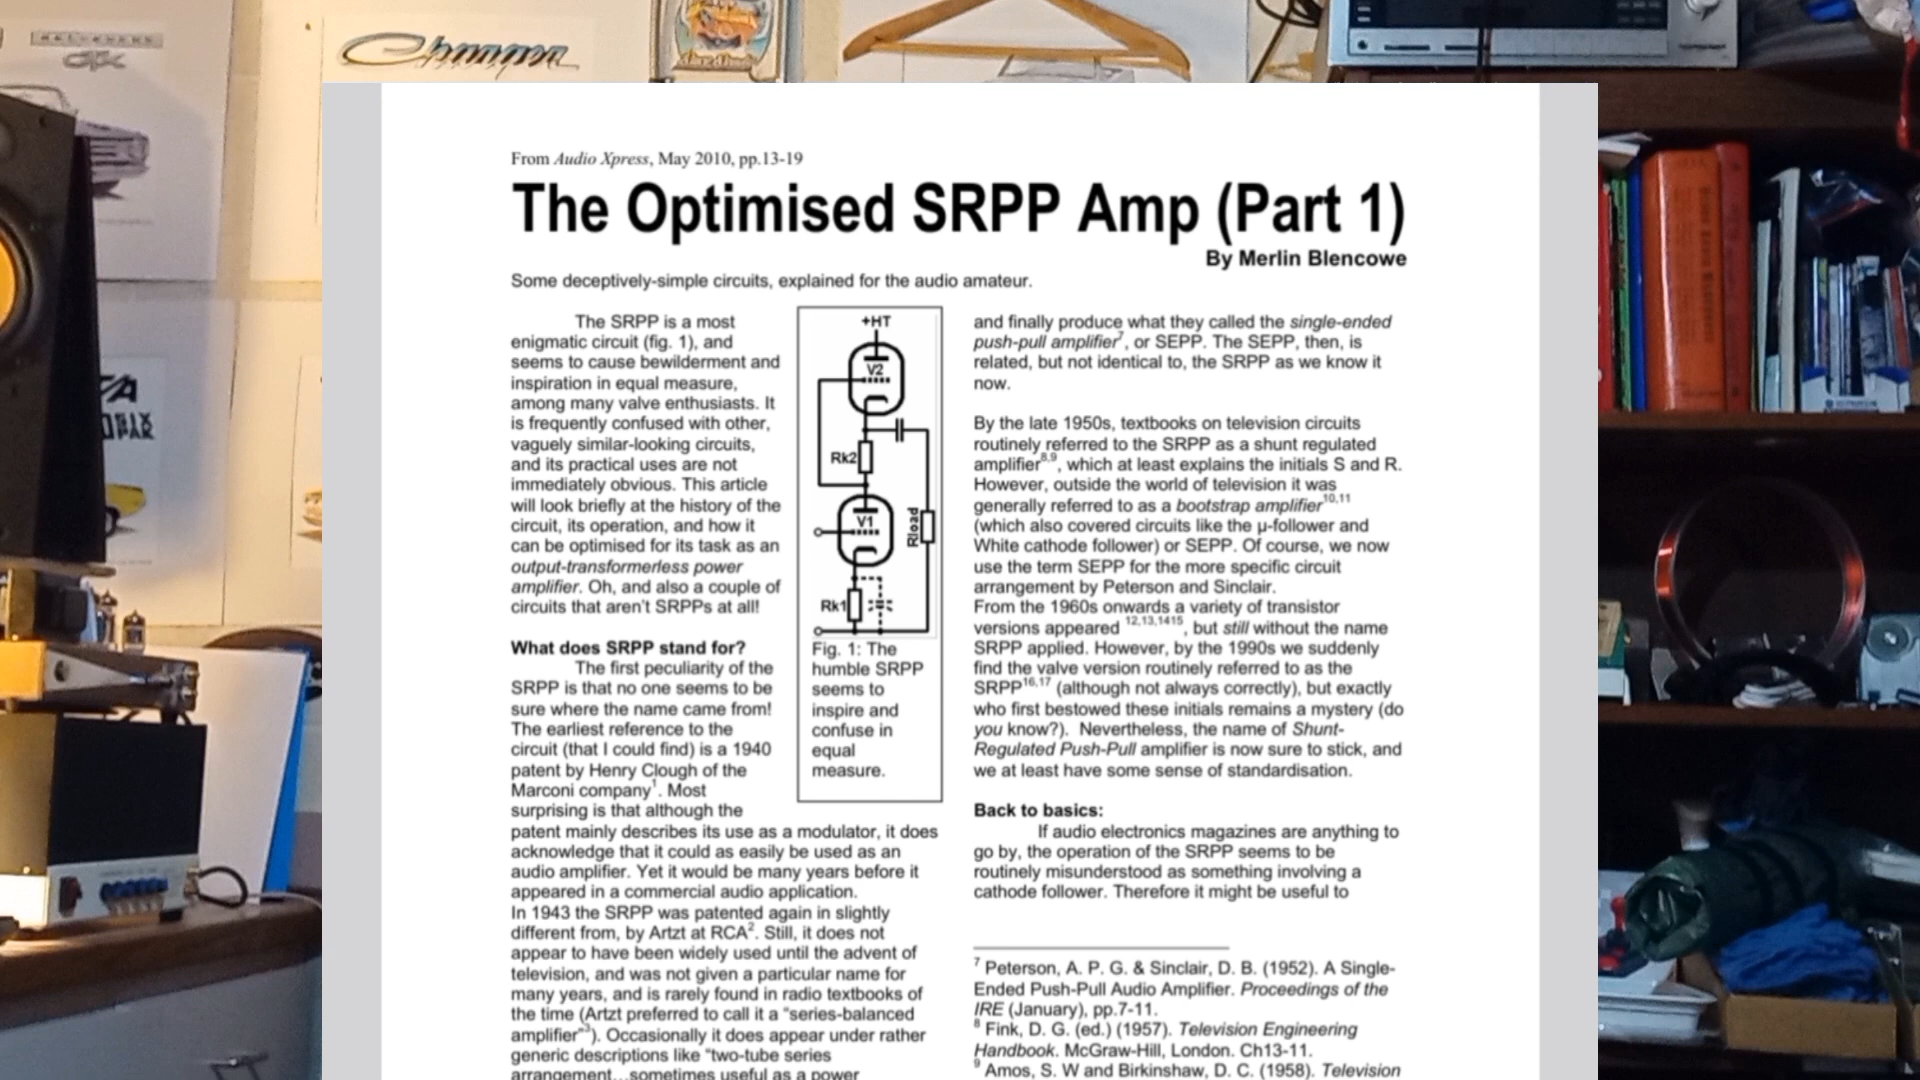 Charger
From Audio Xpress, May 2010, pp.13-19
The Optimised SRPP Amp (Part 1)
By Merlin Blencowe
Some deceptively-simple circuits, explained for the audio amateur.
The SRPP is a most
enigmatic circuit (fig. 1), and
seems to cause bewilderment and
inspiration in equal measure,
among many valve enthusiasts. It
is frequently confused with other,
vaguely similar-looking circuits,
and its practical uses are not
immediately obvious. This article
will look briefly at the history of the
circuit, its operation, and how it
can be optimised for its task as an
output-transformerless power
amplifier. Oh, and also a couple of
circuits that aren't SRPPs at all!
What does SRPP stand for?
The first peculiarity of the
SRPP is that no one seems to be
sure where the name came from!
The earliest reference to the
circuit (that I could find) is a 1940
patent by Henry Clough of the
Marconi company¹. Most
surprising is that although the
patent mainly describes its use as a modulator, it does
acknowledge that it could as easily be used as an
audio amplifier. Yet it would be many years before it
appeared in a commercial audio application.
In 1943 the SRPP was patented again in slightly
different from, by Artzt at RCA². Still, it does not
appear to have been widely used until the advent of
television, and was not given a particular name for
many years, and is rarely found in radio textbooks of
the time (Artzt preferred to call it a "series-balanced
amplifier"³). Occasionally it does appear under rather
generic descriptions like "two-tube series
arrangement...sometimes useful as a power
+HT
V2
Rk2
V1
Rload
Rk1
Fig. 1: The
humble SRPP
seems to
inspire and
confuse in
equal
measure.
and finally produce what they called the single-ended
push-pull amplifier⁷, or SEPP. The SEPP, then, is
related, but not identical to, the SRPP as we know it
now.
By the late 1950s, textbooks on television circuits
routinely referred to the SRPP as a shunt regulated
amplifier⁸,⁹, which at least explains the initials S and R.
However, outside the world of television it was
generally referred to as a bootstrap amplifier¹⁰,¹¹
(which also covered circuits like the µ-follower and
White cathode follower) or SEPP. Of course, we now
use the term SEPP for the more specific circuit
arrangement by Peterson and Sinclair.
From the 1960s onwards a variety of transistor
versions appeared ¹²,¹³,¹⁴¹⁵, but still without the name
SRPP applied. However, by the 1990s we suddenly
find the valve version routinely referred to as the
SRPP¹⁶,¹⁷ (although not always correctly), but exactly
who first bestowed these initials remains a mystery (do
you know?). Nevertheless, the name of Shunt-
Regulated Push-Pull amplifier is now sure to stick, and
we at least have some sense of standardisation.
Back to basics:
If audio electronics magazines are anything to
go by, the operation of the SRPP seems to be
routinely misunderstood as something involving a
cathode follower. Therefore it might be useful to
⁷ Peterson, A. P. G. & Sinclair, D. B. (1952). A Single-
Ended Push-Pull Audio Amplifier. Proceedings of the
IRE (January), pp.7-11.
⁸ Fink, D. G. (ed.) (1957). Television Engineering
Handbook. McGraw-Hill, London. Ch13-11.
⁹ Amos, S. W and Birkinshaw, D. C. (1958). Television